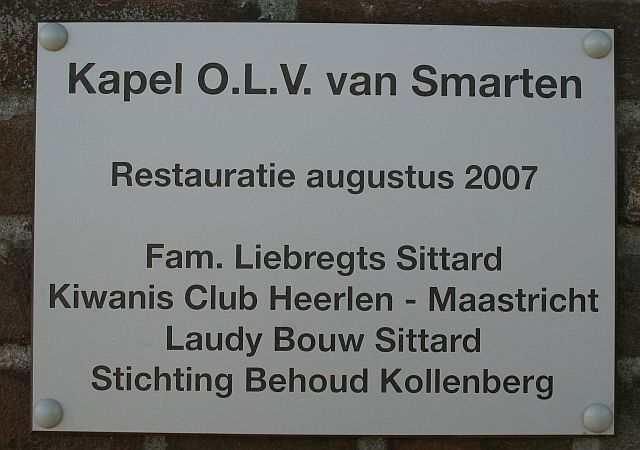 Kapel O.L.V. van Smarten
Restauratie augustus 2007
Fam. Liebregts Sittard
Kiwanis Club Heerlen - Maastricht
Laudy Bouw Sittard
Stichting Behoud Kollenberg